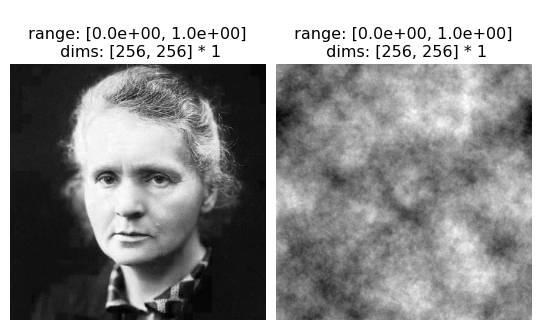 range: [0.0e+00, 1.0e+00]
dims: [256, 256] * 1
range: [0.0e+00, 1.0e+00]
dims: [256, 256] * 1